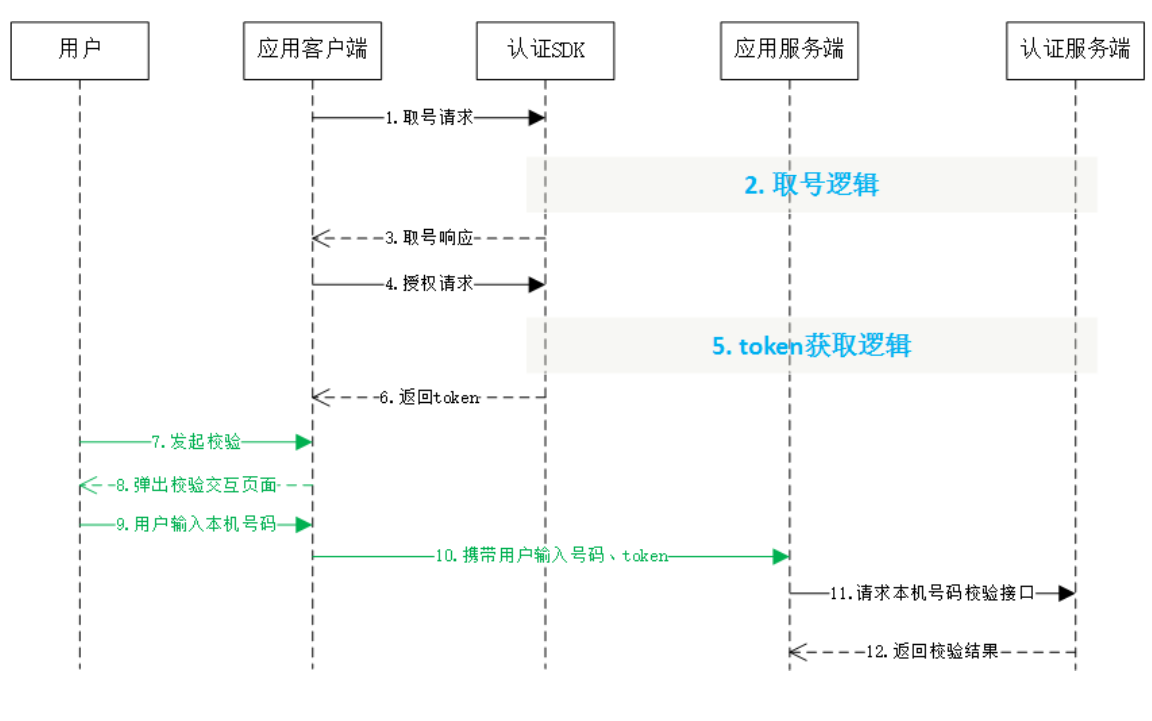 用户
应用客户端
认证SDK
应用服务端
认证服务端
1.取号请求
2. 取号逻辑
3.取号响应
4.授权请求
5. token获取逻辑
6.返回token
7.发起校验
8.弹出校验交互页面
9.用户输入本机号码
10.携带用户输入号码、token
11.请求本机号码校验接口
12.返回校验结果